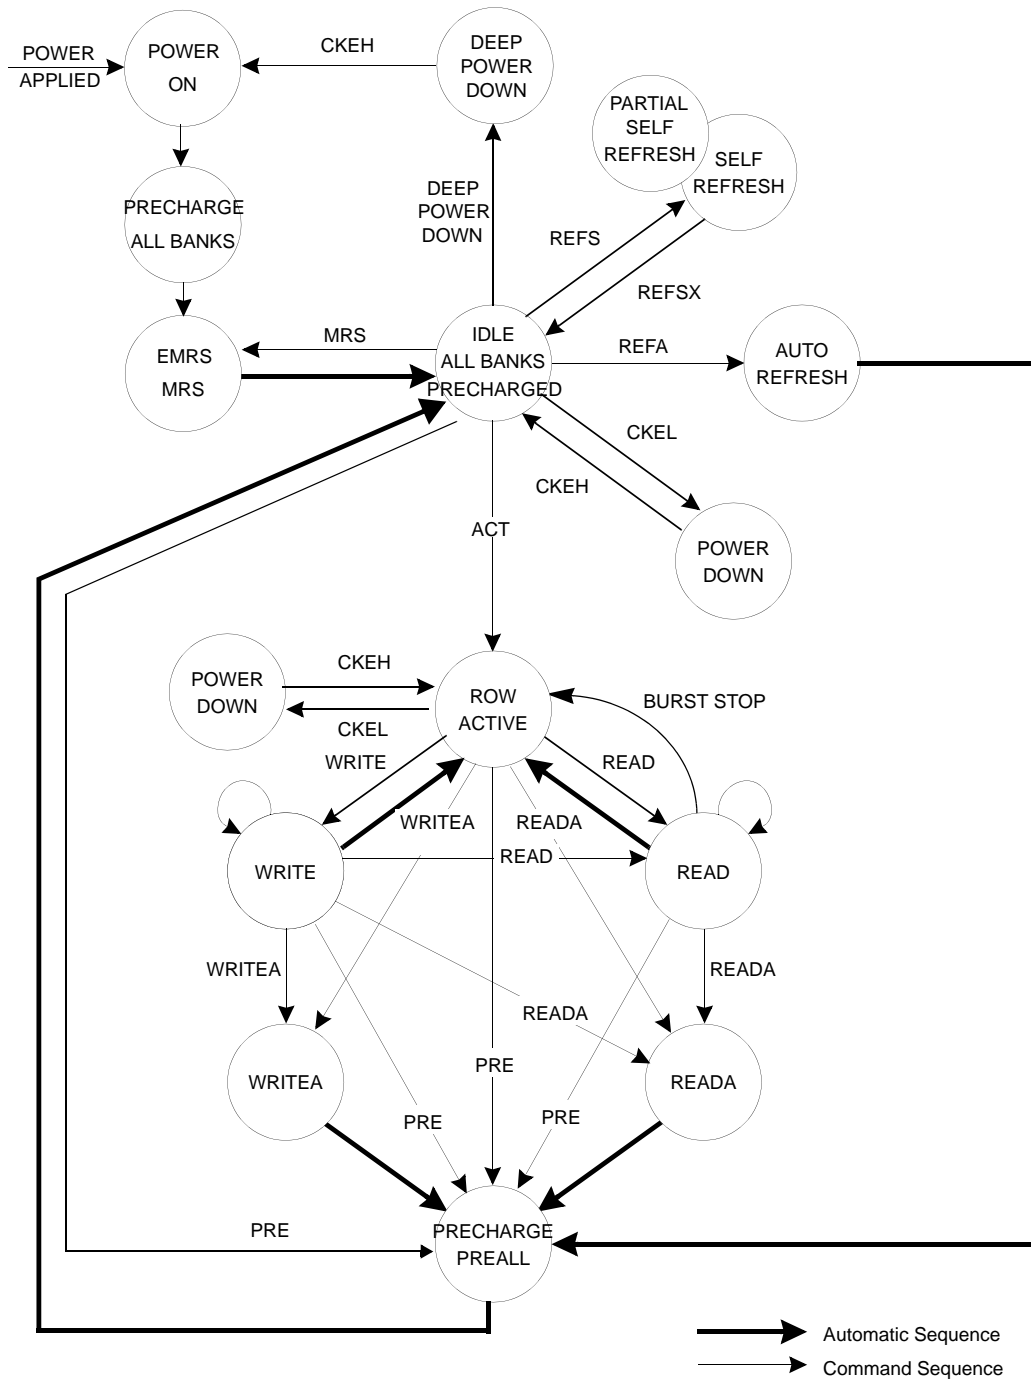 POWER
APPLIED
POWER
ON
CKEH
DEEP
POWER
DOWN
PARTIAL
SELF
REFRESH
SELF
REFRESH
PRECHARGE
ALL BANKS
DEEP
POWER
DOWN
REFS
REFSX
EMRS
MRS
MRS
IDLE
ALL BANKS
PRECHARGED
REFA
AUTO
REFRESH
CKEL
CKEH
ACT
POWER
DOWN
POWER
DOWN
CKEH
CKEL
ROW
ACTIVE
BURST STOP
WRITE
READ
WRITEA
READA
WRITE
READ
READ
WRITEA
READA
READA
WRITEA
PRE
READA
PRE
PRE
PRE
PRECHARGE
PREALL
Automatic Sequence
Command Sequence